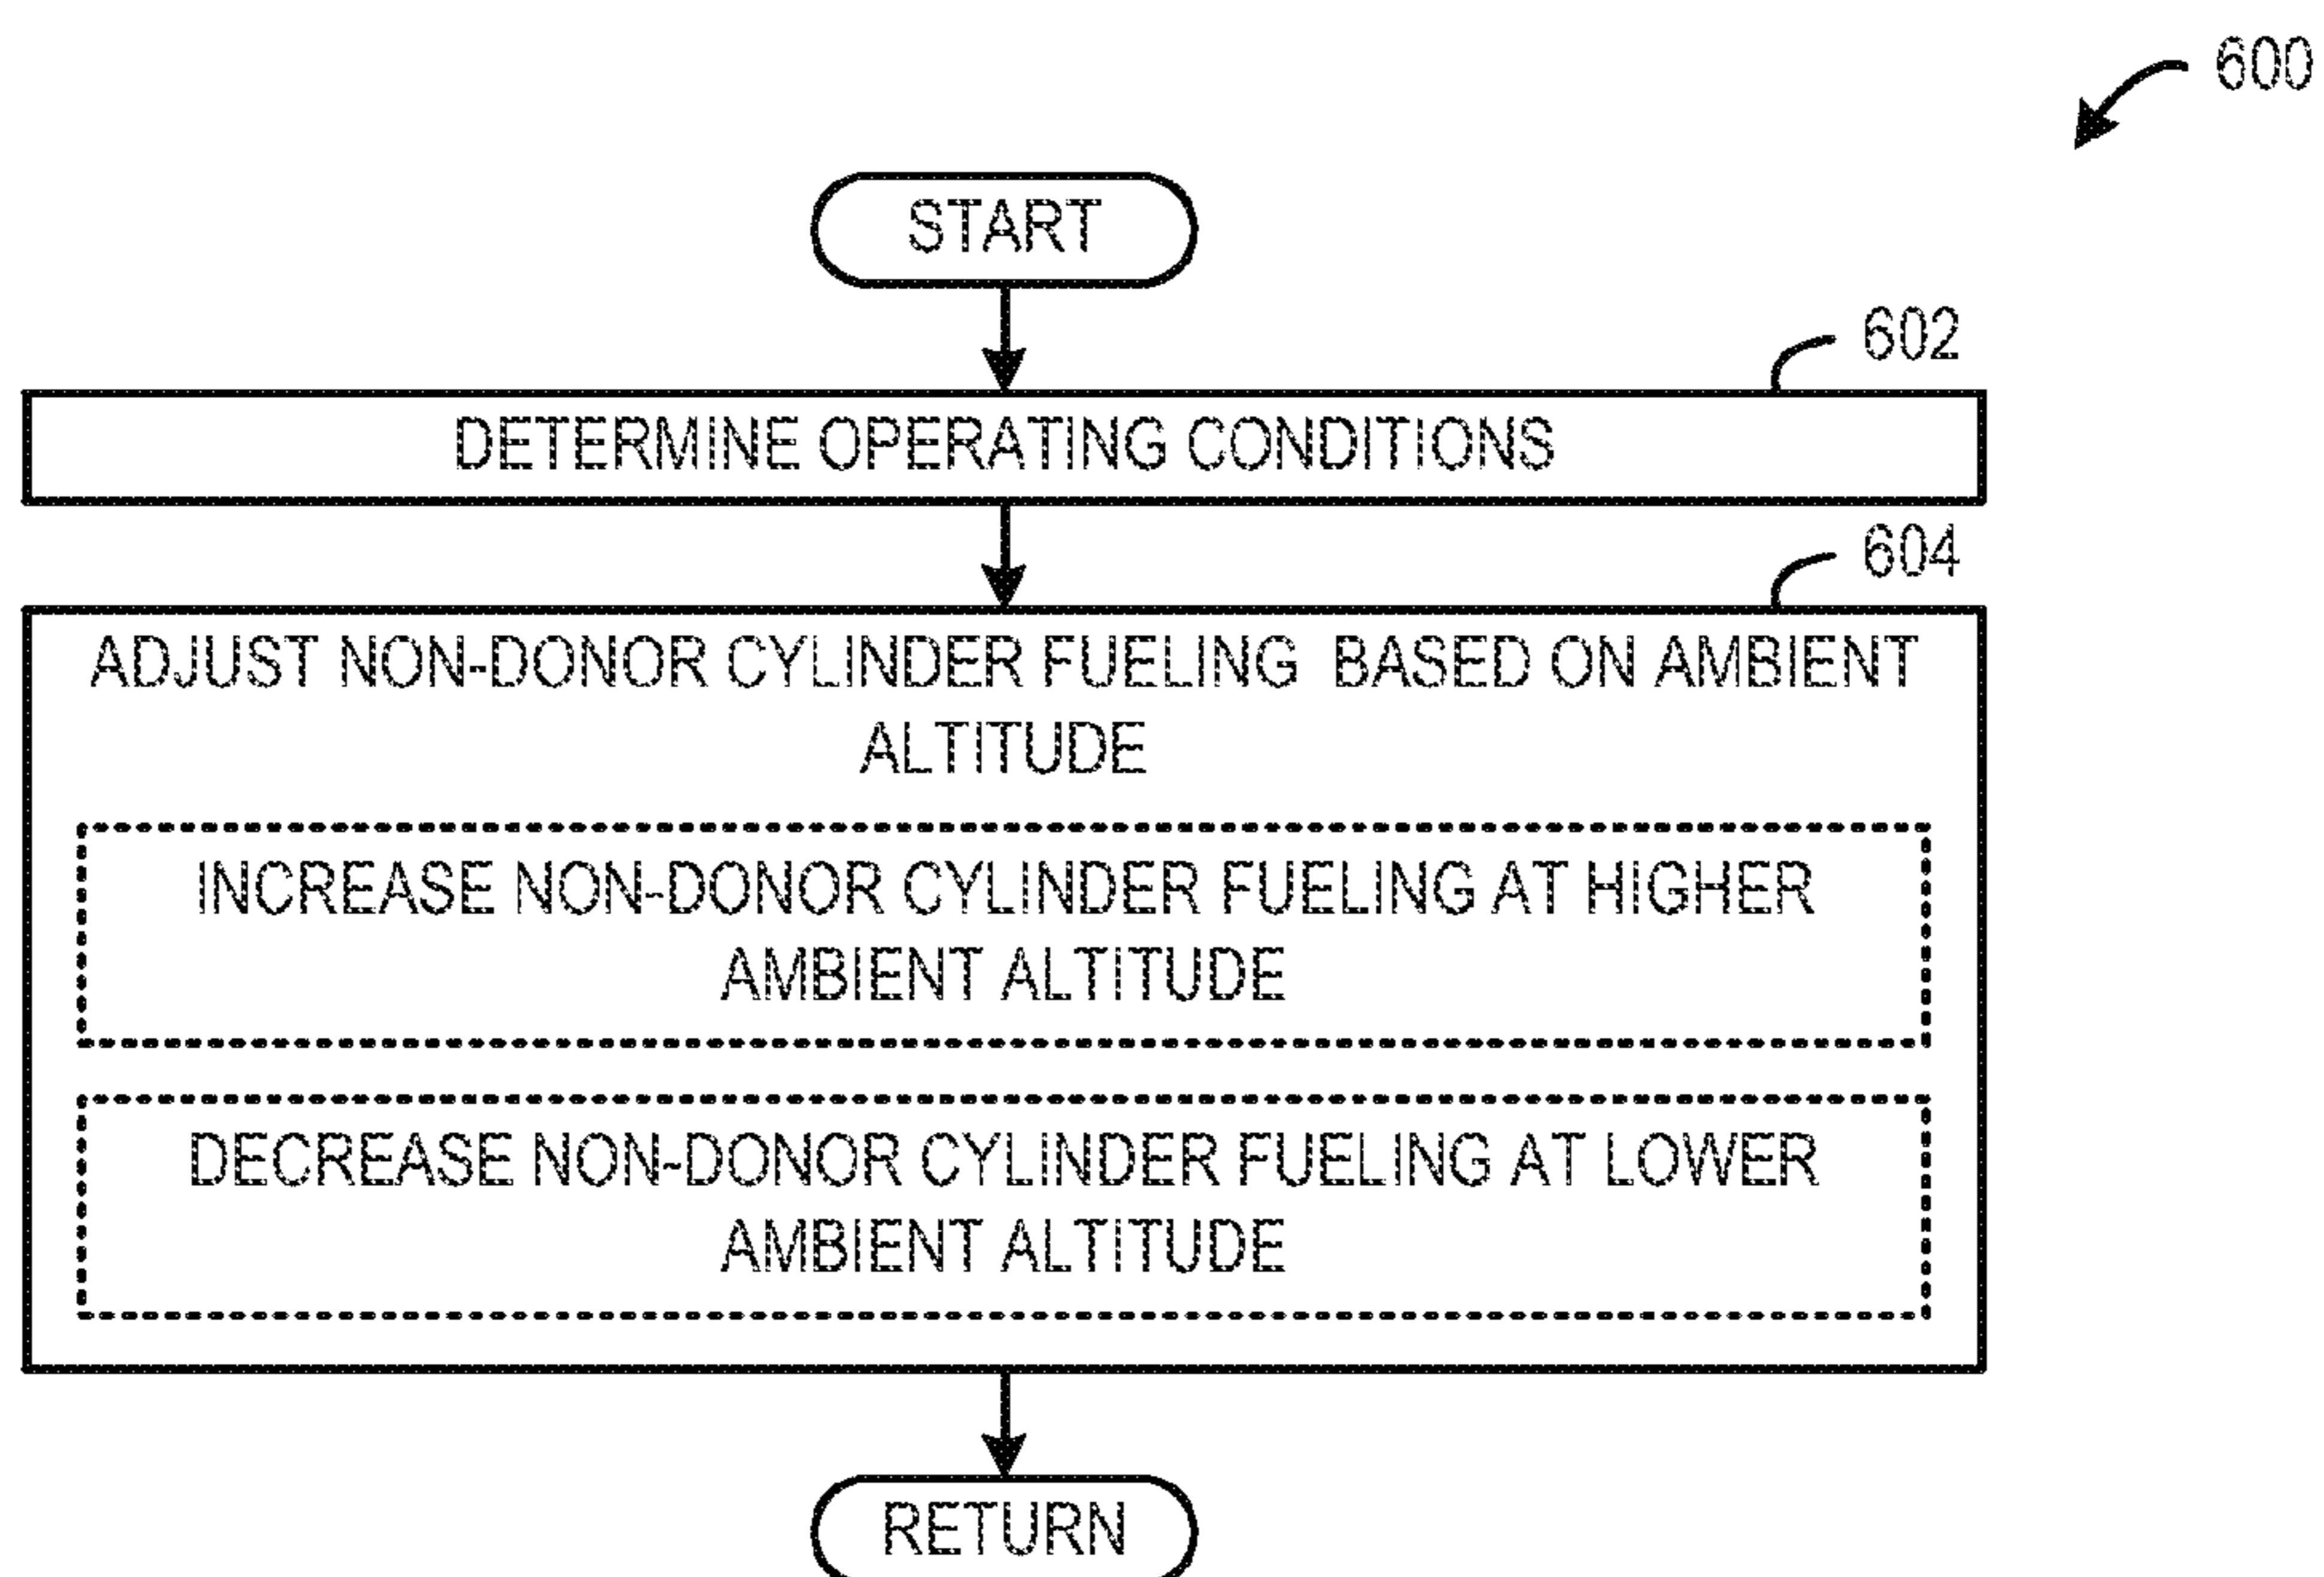 600
START
602
DETERMINE OPERATING CONDITIONS
604
ADJUST NON-DONOR CYLINDER FUELING BASED ON AMBIENT
ALTITUDE
INCREASE NON-DONOR CYLINDER FUELING AT HIGHER
AMBIENT ALTITUDE
DECREASE NON-DONOR CYLINDER FUELING AT LOWER
AMBIENT ALTITUDE
RETURN